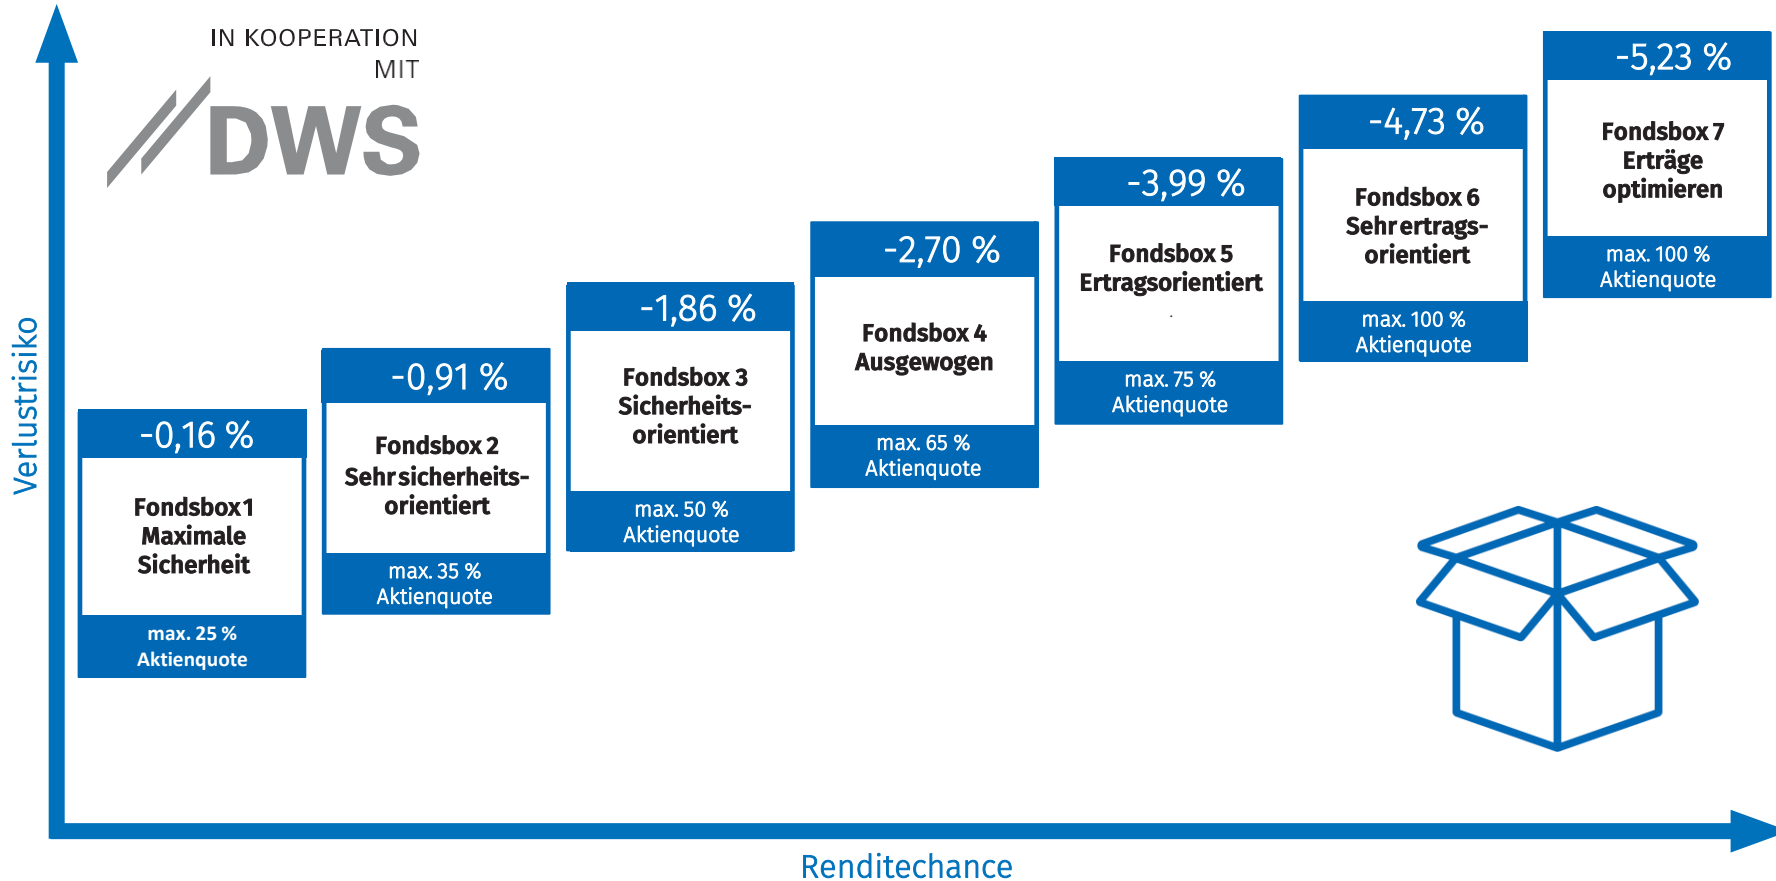 IN KOOPERATION
MIT
DWS
Verlustrisiko
-0,16 %
Fondsbox 1
Maximale
Sicherheit
max. 25 %
Aktienquote
-0,91 %
Fondsbox 2
Sehr sicherheits-
orientiert
max. 35 %
Aktienquote
-1,86 %
Fondsbox 3
Sicherheits-
orientiert
max. 50 %
Aktienquote
-2,70 %
Fondsbox 4
Ausgewogen
max. 65 %
Aktienquote
-3,99 %
Fondsbox 5
Ertragsorientiert
max. 75 %
Aktienquote
-4,73 %
Fondsbox 6
Sehr ertrags-
orientiert
max. 100 %
Aktienquote
-5,23 %
Fondsbox 7
Erträge
optimieren
max. 100 %
Aktienquote
Renditechance